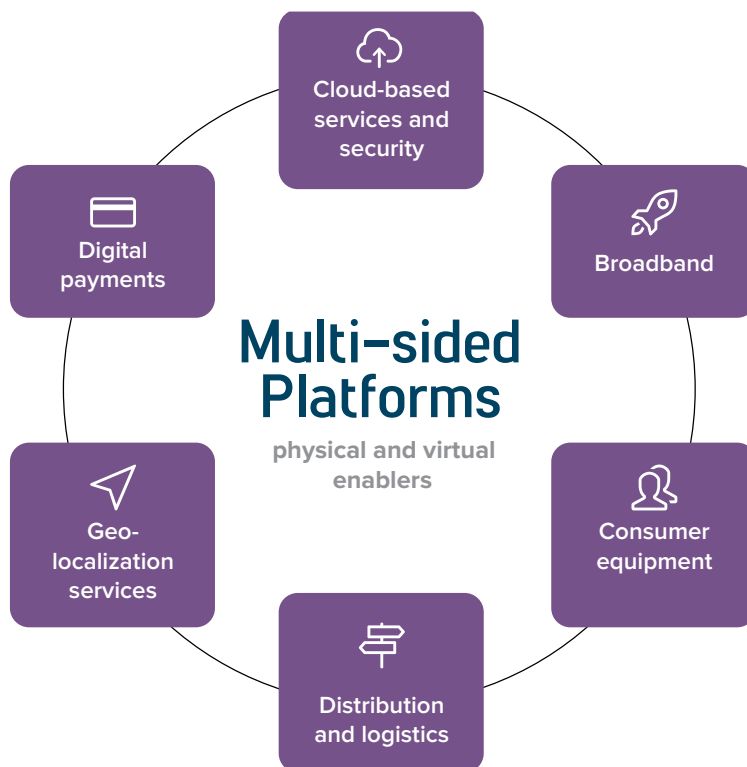 Cloud-based
services and
security
Digital
payments
Broadband
Multi–sided
Platforms
physical and virtual
enablers
Geo-
localization
services
Consumer
equipment
Distribution
and logistics